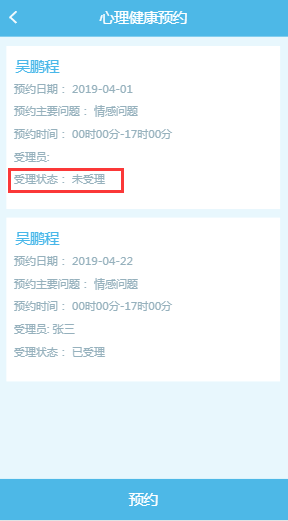 心理健康预约
吴鹏程
预约日期： 2019-04-01
预约主要问题： 情感问题
预约时间： 00时00分-17时00分
受理员:
受理状态： 未受理
吴鹏程
预约日期： 2019-04-22
预约主要问题： 情感问题
预约时间： 00时00分-17时00分
受理员: 张三
受理状态： 已受理
预约